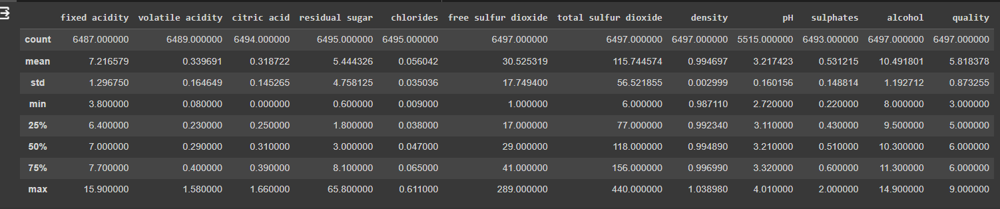 fixed acidity volatile acidity citric acid residual sugar chlorides free sulfur dioxide total sulfur dioxide density pH sulphates alcohol quality
count 6487.000000 6489.000000 6494.000000 6495.000000 6495.000000 6497.000000 6497.000000 6497.000000 5515.000000 6493.000000 6497.000000 6497.000000
mean 7.216579 0.339691 0.318722 5.444326 0.056042 30.525319 115.744574 0.994697 3.217423 0.531215 10.491801 5.818378
std 1.296750 0.164649 0.145265 4.758125 0.035036 17.749400 56.521855 0.002999 0.160156 0.148814 1.192712 0.873255
min 3.800000 0.080000 0.000000 0.600000 0.009000 1.000000 6.000000 0.987110 2.720000 0.220000 8.000000 3.000000
25% 6.400000 0.230000 0.250000 1.800000 0.038000 17.000000 77.000000 0.992340 3.110000 0.430000 9.500000 5.000000
50% 7.000000 0.290000 0.310000 3.000000 0.047000 29.000000 118.000000 0.994890 3.210000 0.510000 10.300000 6.000000
75% 7.700000 0.400000 0.390000 8.100000 0.065000 41.000000 156.000000 0.996990 3.320000 0.600000 11.300000 6.000000
max 15.900000 1.580000 1.660000 65.800000 0.611000 289.000000 440.000000 1.038980 4.010000 2.000000 14.900000 9.000000